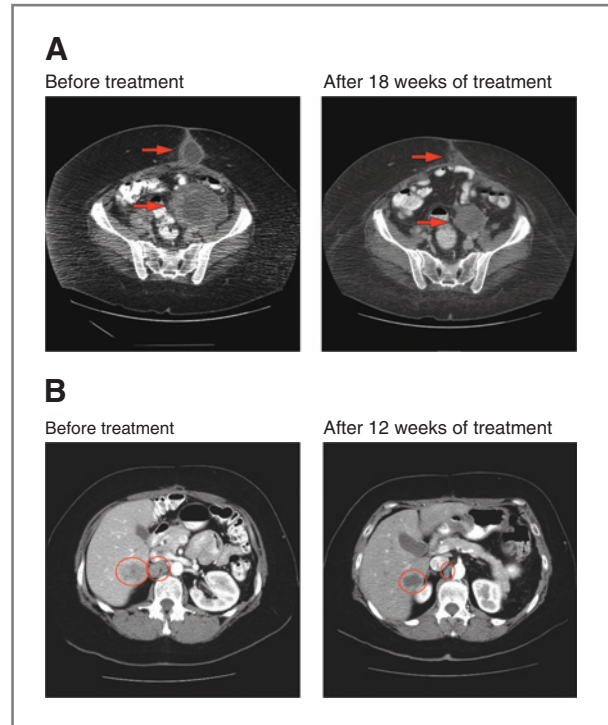 A
Before treatment
After 18 weeks of treatment
B
Before treatment
After 12 weeks of treatment